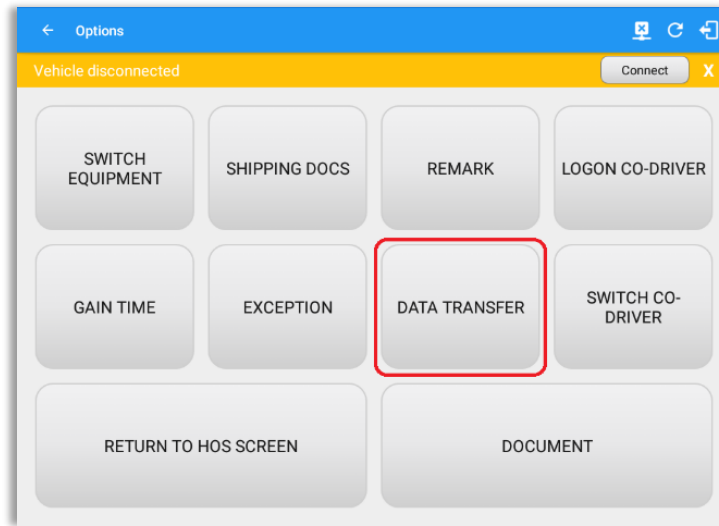 Options
Vehicle disconnected
Connect
X
SWITCH
EQUIPMENT
SHIPPING DOCS
REMARK
LOGON CO-DRIVER
GAIN TIME
EXCEPTION
DATA TRANSFER
SWITCH CO-
DRIVER
RETURN TO HOS SCREEN
DOCUMENT